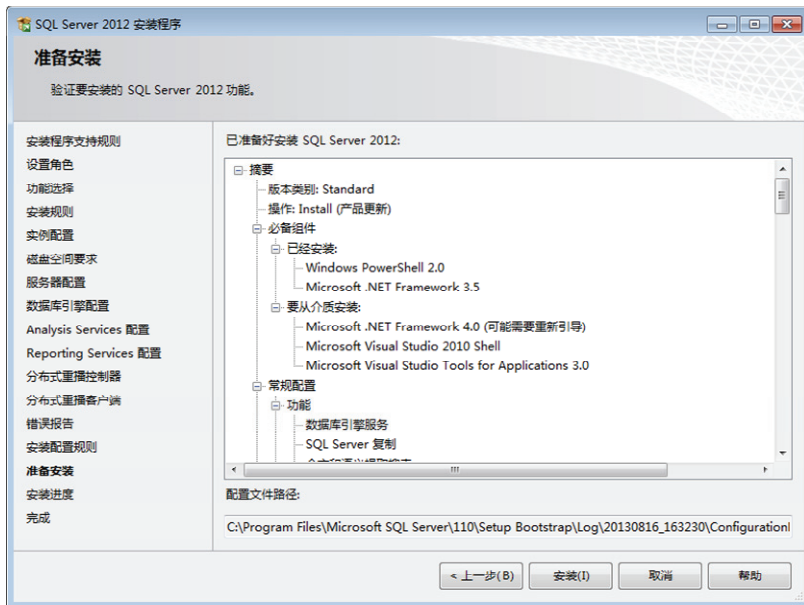 SQL Server 2012 安装程序
准备安装
验证要安装的 SQL Server 2012 功能。
安装程序支持规则
设置角色
功能选择
安装规则
实例配置
磁盘空间要求
服务器配置
数据库引擎配置
Analysis Services 配置
Reporting Services 配置
分布式重播控制器
分布式重播客户端
错误报告
安装配置规则
准备安装
安装进度
完成
已准备好安装 SQL Server 2012:
摘要
版本类别: Standard
操作: Install (产品更新)
必备组件
已经安装:
Windows PowerShell 2.0
Microsoft .NET Framework 3.5
要从介质安装:
Microsoft .NET Framework 4.0 (可能需要重新引导)
Microsoft Visual Studio 2010 Shell
Microsoft Visual Studio Tools for Applications 3.0
常规配置
功能
数据库引擎服务
SQL Server 复制
配置文件路径:
C:\Program Files\Microsoft SQL Server\110\Setup Bootstrap\Log\20130816_163230\Configuration
< 上一步(B)
安装(I)
取消
帮助